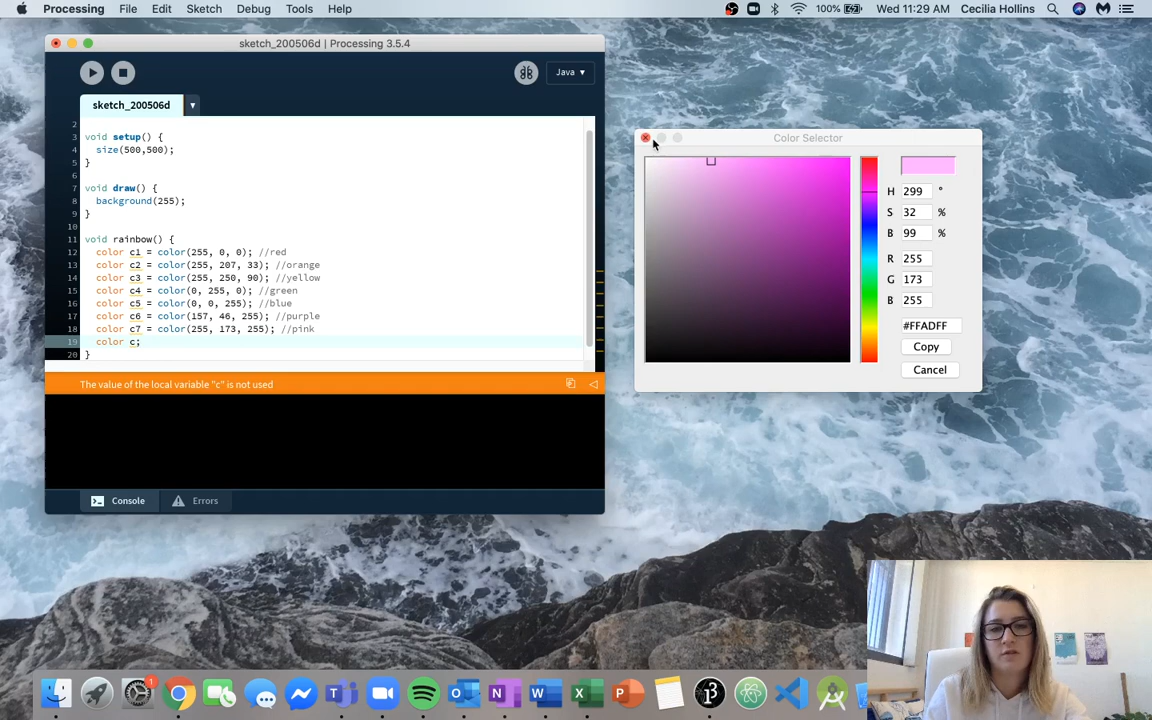 Processing File Edit Sketch Debug Tools Help
100% Wed 11:29 AM Cecilia Hollins
sketch_200506d | Processing 3.5.4
Java ▾
sketch_200506d ▾
2
3 void setup() {
4 size(500,500);
5 }
6
7 void draw() {
8 background(255);
9 }
10
11 void rainbow() {
12 color c1 = color(255, 0, 0); //red
13 color c2 = color(255, 207, 33); //orange
14 color c3 = color(255, 250, 90); //yellow
15 color c4 = color(0, 255, 0); //green
16 color c5 = color(0, 0, 255); //blue
17 color c6 = color(157, 46, 255); //purple
18 color c7 = color(255, 173, 255); //pink
19 color c;
20 }
The value of the local variable "c" is not used
Console Errors
Color Selector
H 299 °
S 32 %
B 99 %
R 255
G 173
B 255
#FFADFF
Copy
Cancel
1